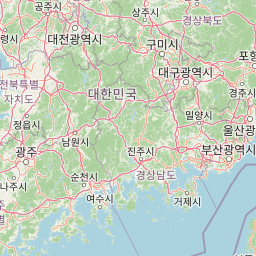 공주시
상주시
경상북도
대전광역시
구미시
대구광역시
전북특별
자치도
대한민국
경주시
밀양시
정읍시
울산광
남원시
광주
진주시
부산광역시
경상남도
나주시
순천시
여수시
거제시